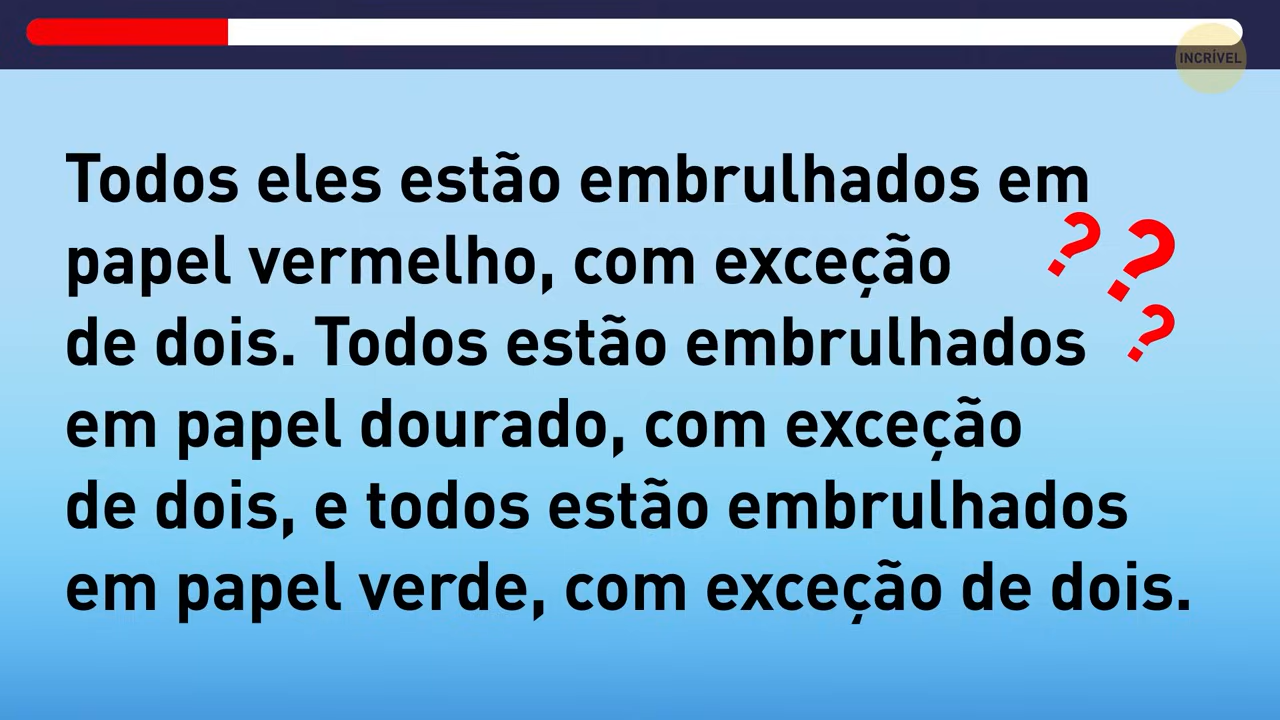 INCRÍVEL
Todos eles estão embrulhados em
papel vermelho, com exceção
de dois. Todos estão embrulhados
em papel dourado, com exceção
de dois, e todos estão embrulhados
em papel verde, com exceção de dois.
? ? ?